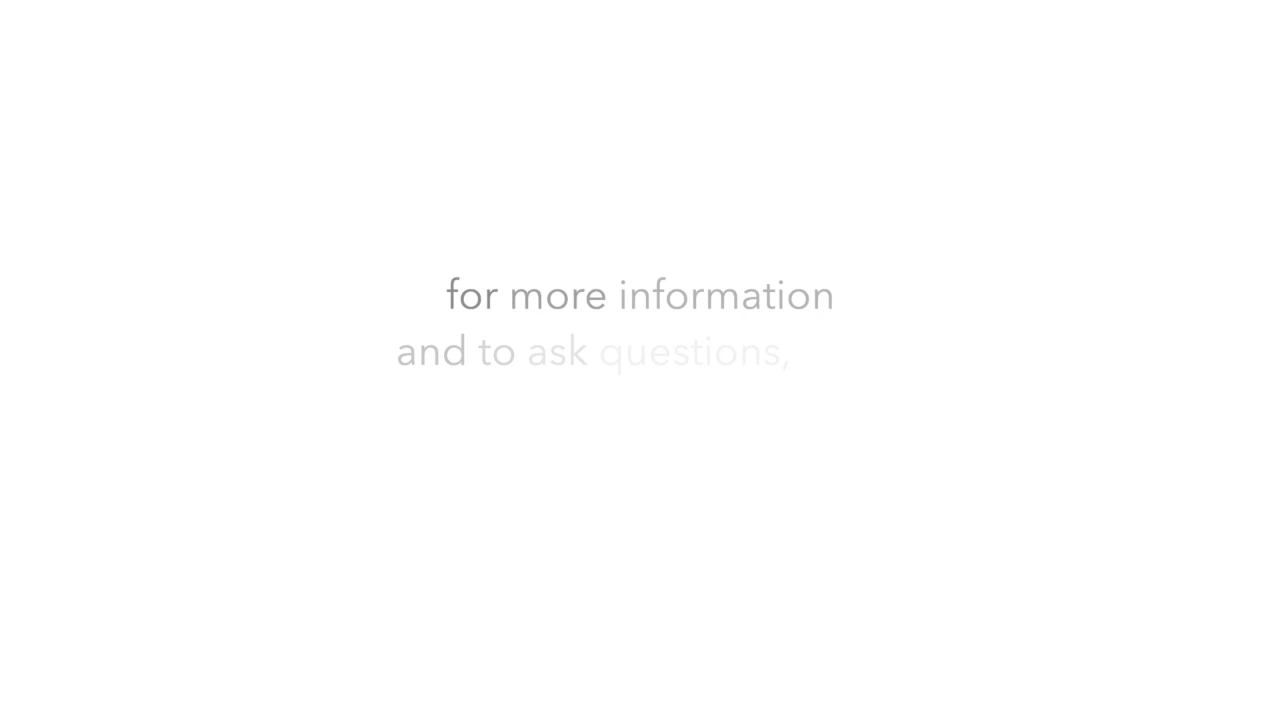 for more information
and to ask questions,